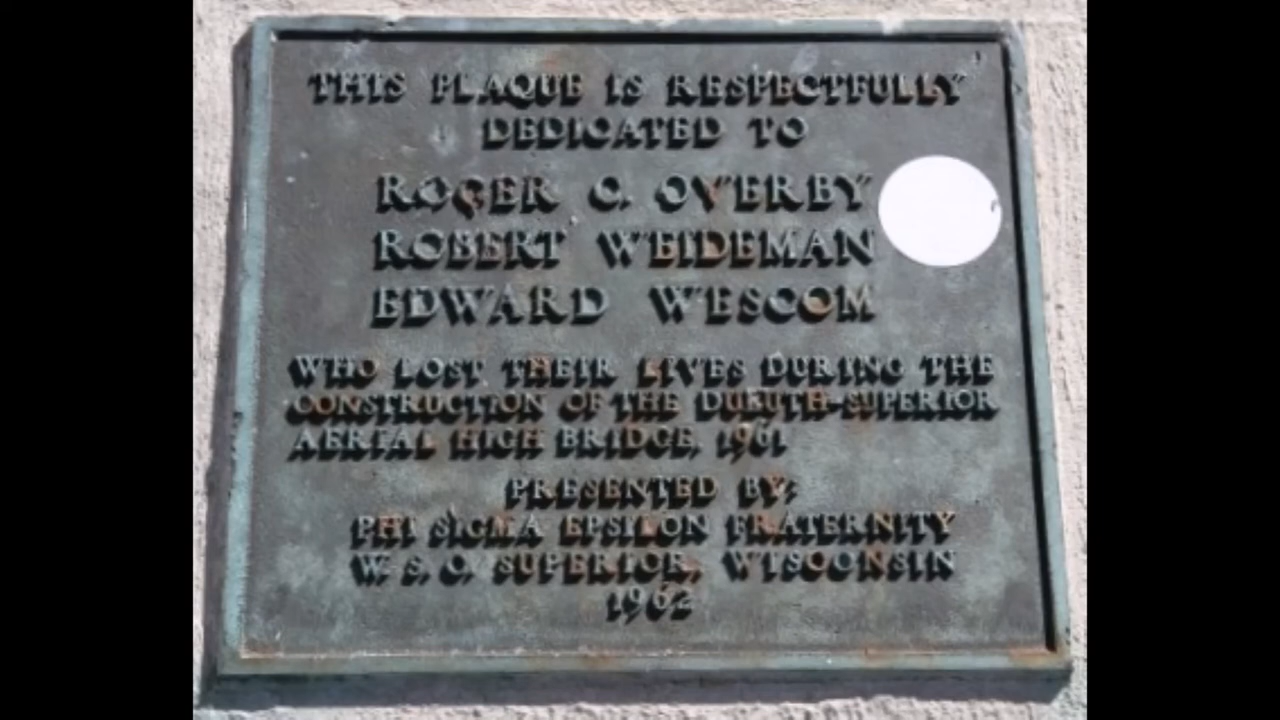 THIS PLAQUE IS RESPECTFULLY
DEDICATED TO
ROGER C. OVERBY
ROBERT WEIDEMAN
EDWARD WESCOM
WHO LOST THEIR LIVES DURING THE
CONSTRUCTION OF THE DULUTH-SUPERIOR
AERIAL HIGH BRIDGE, 1961
PRESENTED BY:
PHI SIGMA EPSILON FRATERNITY
W. S. C. SUPERIOR, WISCONSIN
1962